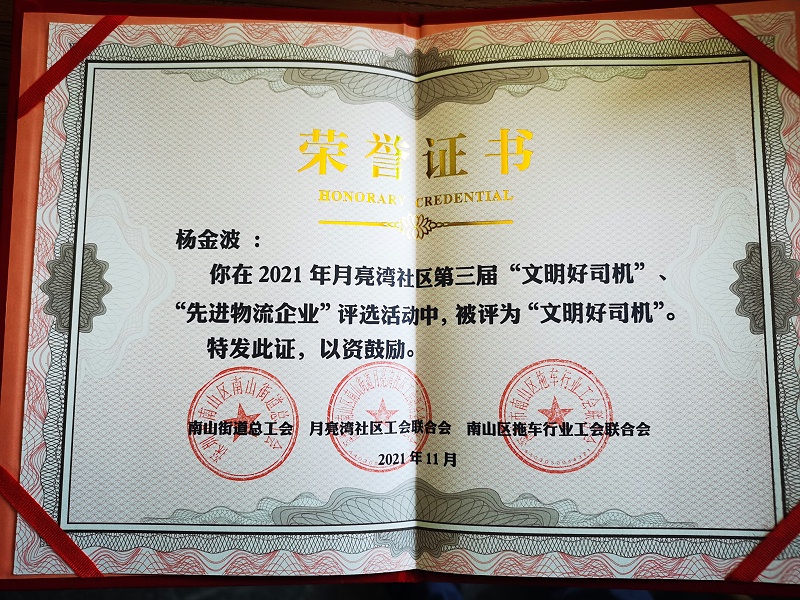 荣誉证书
HONORARY CREDENTIAL
杨金波：
你在2021年月亮湾社区第三届“文明好司机”、
“先进物流企业”评选活动中，被评为“文明好司机”。
特发此证，以资鼓励。
南山街道总工会 月亮湾社区工会联合会 南山区拖车行业工会联合会
2021年11月